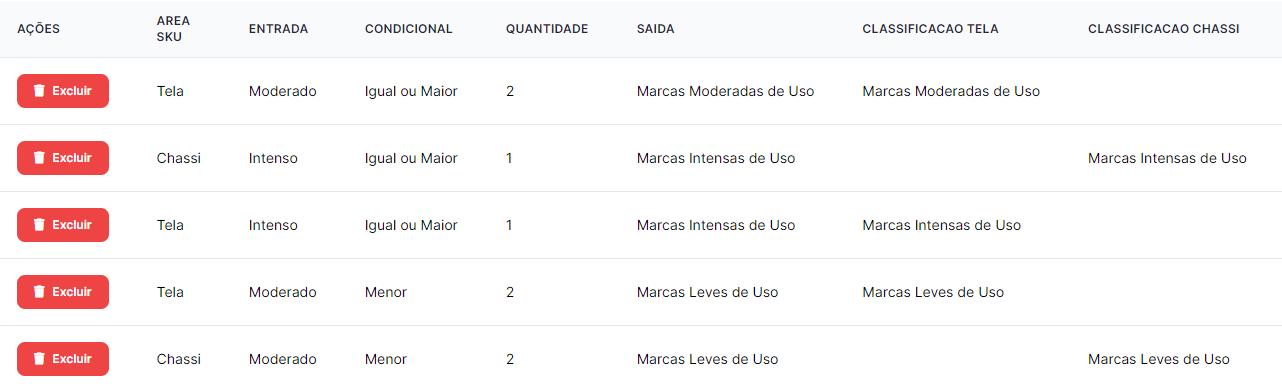 AÇÕES AREA SKU ENTRADA CONDICIONAL QUANTIDADE SAIDA CLASSIFICACAO TELA CLASSIFICACAO CHASSI
Excluir Tela Moderado Igual ou Maior 2 Marcas Moderadas de Uso Marcas Moderadas de Uso
Excluir Chassi Intenso Igual ou Maior 1 Marcas Intensas de Uso Marcas Intensas de Uso
Excluir Tela Intenso Igual ou Maior 1 Marcas Intensas de Uso Marcas Intensas de Uso
Excluir Tela Moderado Menor 2 Marcas Leves de Uso Marcas Leves de Uso
Excluir Chassi Moderado Menor 2 Marcas Leves de Uso Marcas Leves de Uso